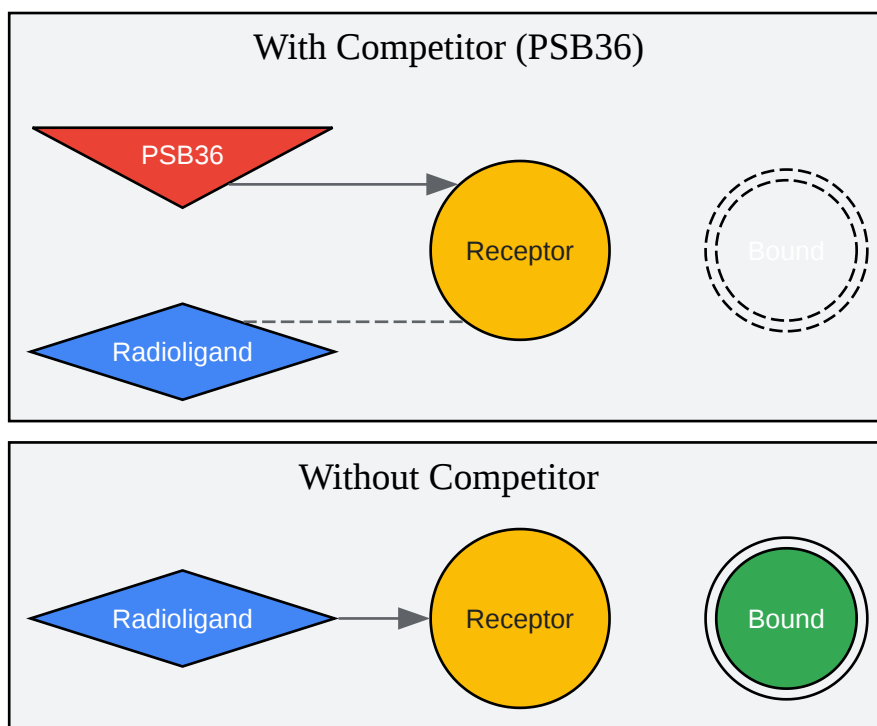 With Competitor (PSB36)
PSB36
Receptor
Bound
Radioligand
Without Competitor
Radioligand
Receptor
Bound